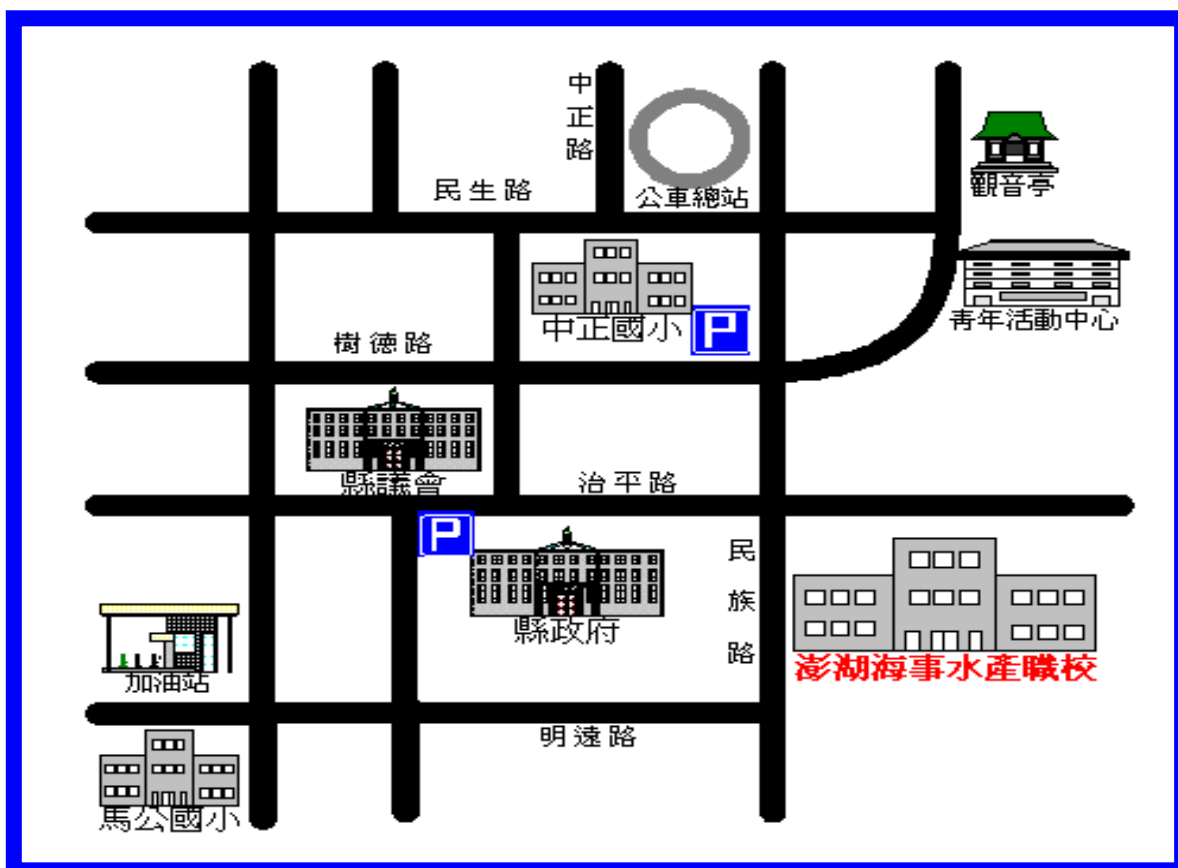 中正路
公車總站
觀音亭
民生路
中正國小
P
青年活動中心
樹德路
縣議會
治平路
P
縣政府
民族路
澎湖海事水產職校
加油站
明遠路
馬公國小